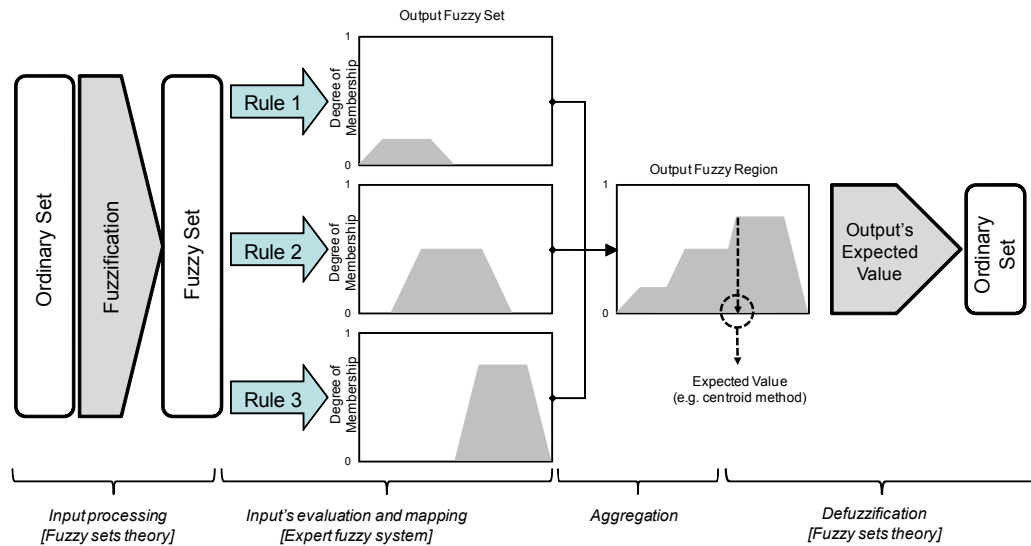 Ordinary Set
Fuzzification
Fuzzy Set
Rule 1
Rule 2
Rule 3
Output Fuzzy Set
1
Degree of
Membership
0
1
Degree of
Membership
0
1
Degree of
Membership
0
Output Fuzzy Region
1
0
Expected Value
(e.g. centroid method)
Output's
Expected
Value
Ordinary
Set
Input processing
[Fuzzy sets theory]
Input's evaluation and mapping
[Expert fuzzy system]
Aggregation
Defuzzification
[Fuzzy sets theory]